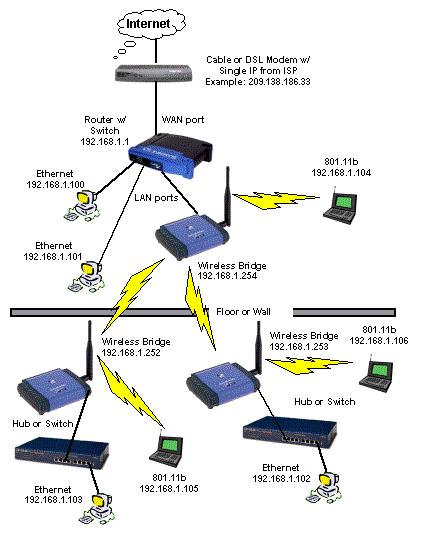 Internet
Cable or DSL Modem w/
Single IP from ISP
Example: 209.138.186.33
Router w/
Switch
192.168.1.1
WAN port
Ethernet
192.168.1.100
801.11b
192.168.1.104
LAN ports
Ethernet
192.168.1.101
Wireless Bridge
192.168.1.254
Floor or Wall
Wireless Bridge
192.168.1.252
Wireless Bridge
192.168.1.253
801.11b
192.168.1.106
Hub or Switch
Hub or Switch
801.11b
192.168.1.105
Ethernet
192.168.1.102
Ethernet
192.168.1.103